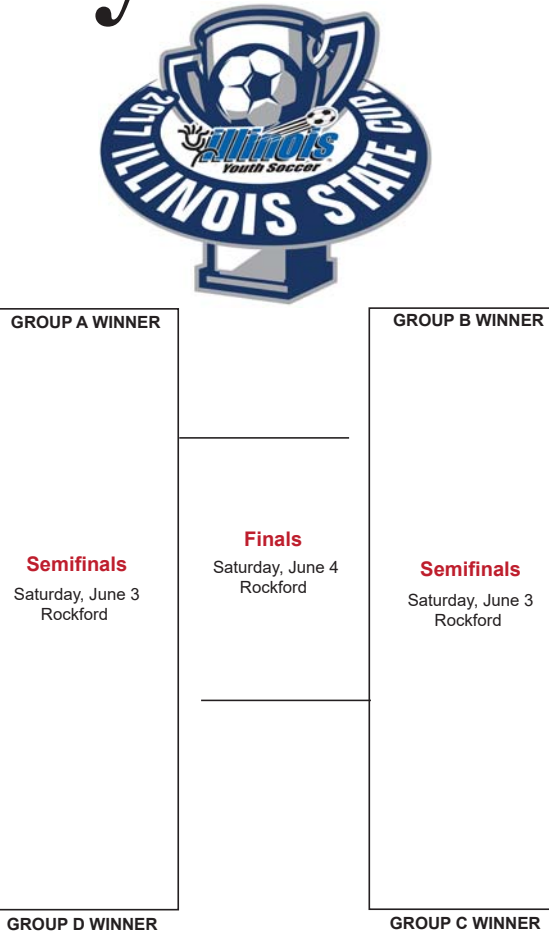 2017 ILLINOIS STATE CUP
illinois
Youth Soccer
GROUP A WINNER
GROUP B WINNER
Finals
Saturday, June 4
Rockford
Semifinals
Saturday, June 3
Rockford
Semifinals
Saturday, June 3
Rockford
GROUP D WINNER
GROUP C WINNER